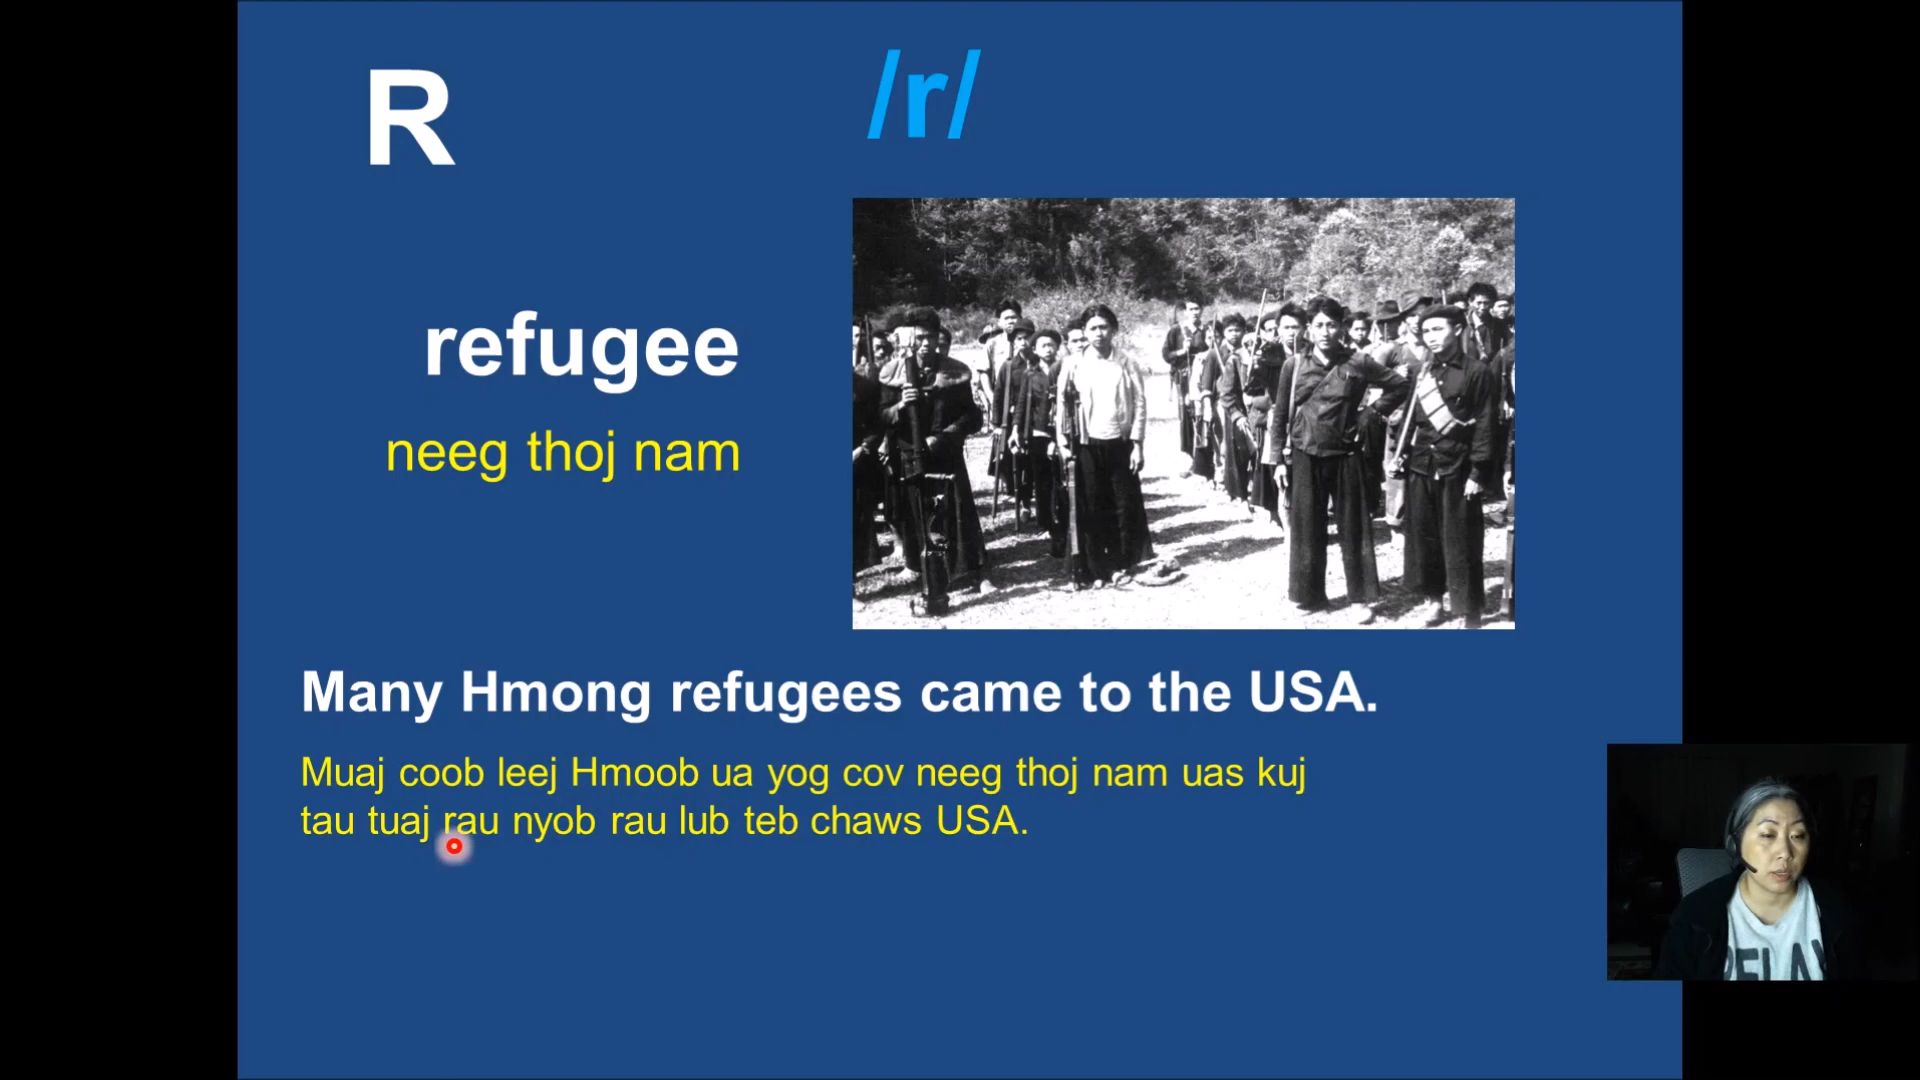 R
/r/
refugee
neeg thoj nam
Many Hmong refugees came to the USA.
Muaj coob leej Hmoob ua yog cov neeg thoj nam uas kuj
tau tuaj rau nyob rau lub teb chaws USA.